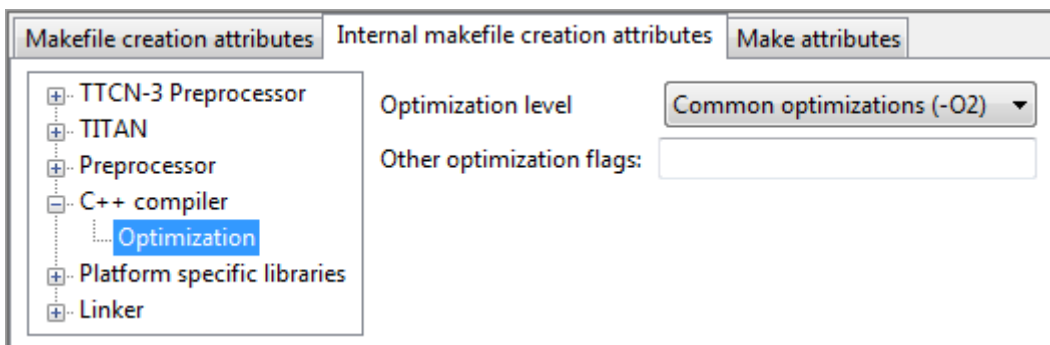 Makefile creation attributes
Internal makefile creation attributes
Make attributes
TTCN-3 Preprocessor
TITAN
Preprocessor
C++ compiler
Optimization
Platform specific libraries
Linker
Optimization level
Common optimizations (-O2)
Other optimization flags: